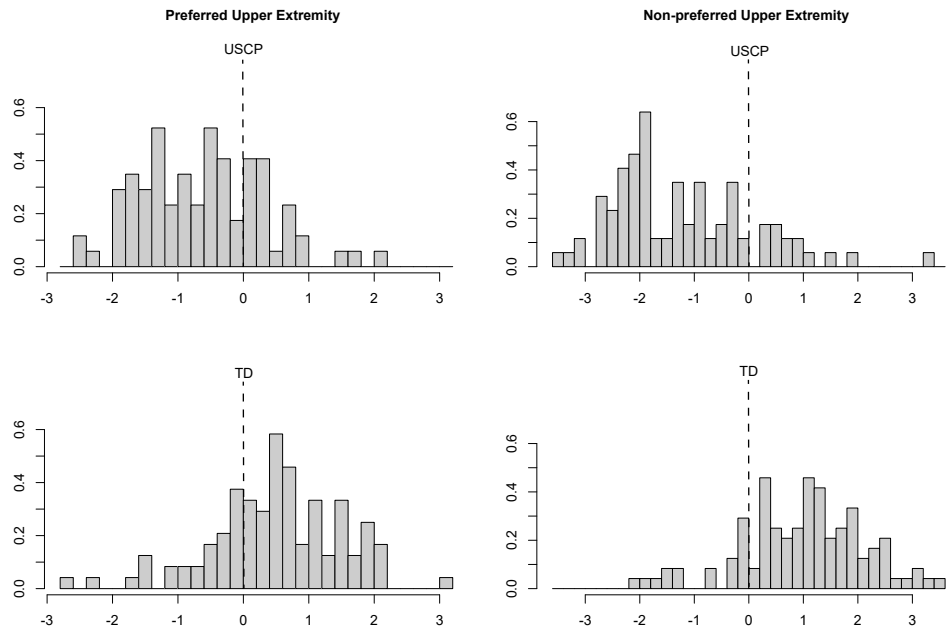 Preferred Upper Extremity
USCP
0.0 0.2 0.4 0.6
-3 -2 -1 0 1 2 3
Non-preferred Upper Extremity
USCP
0.0 0.2 0.4 0.6
-3 -2 -1 0 1 2 3
TD
0.0 0.2 0.4 0.6
-3 -2 -1 0 1 2 3
TD
0.0 0.2 0.4 0.6
-3 -2 -1 0 1 2 3